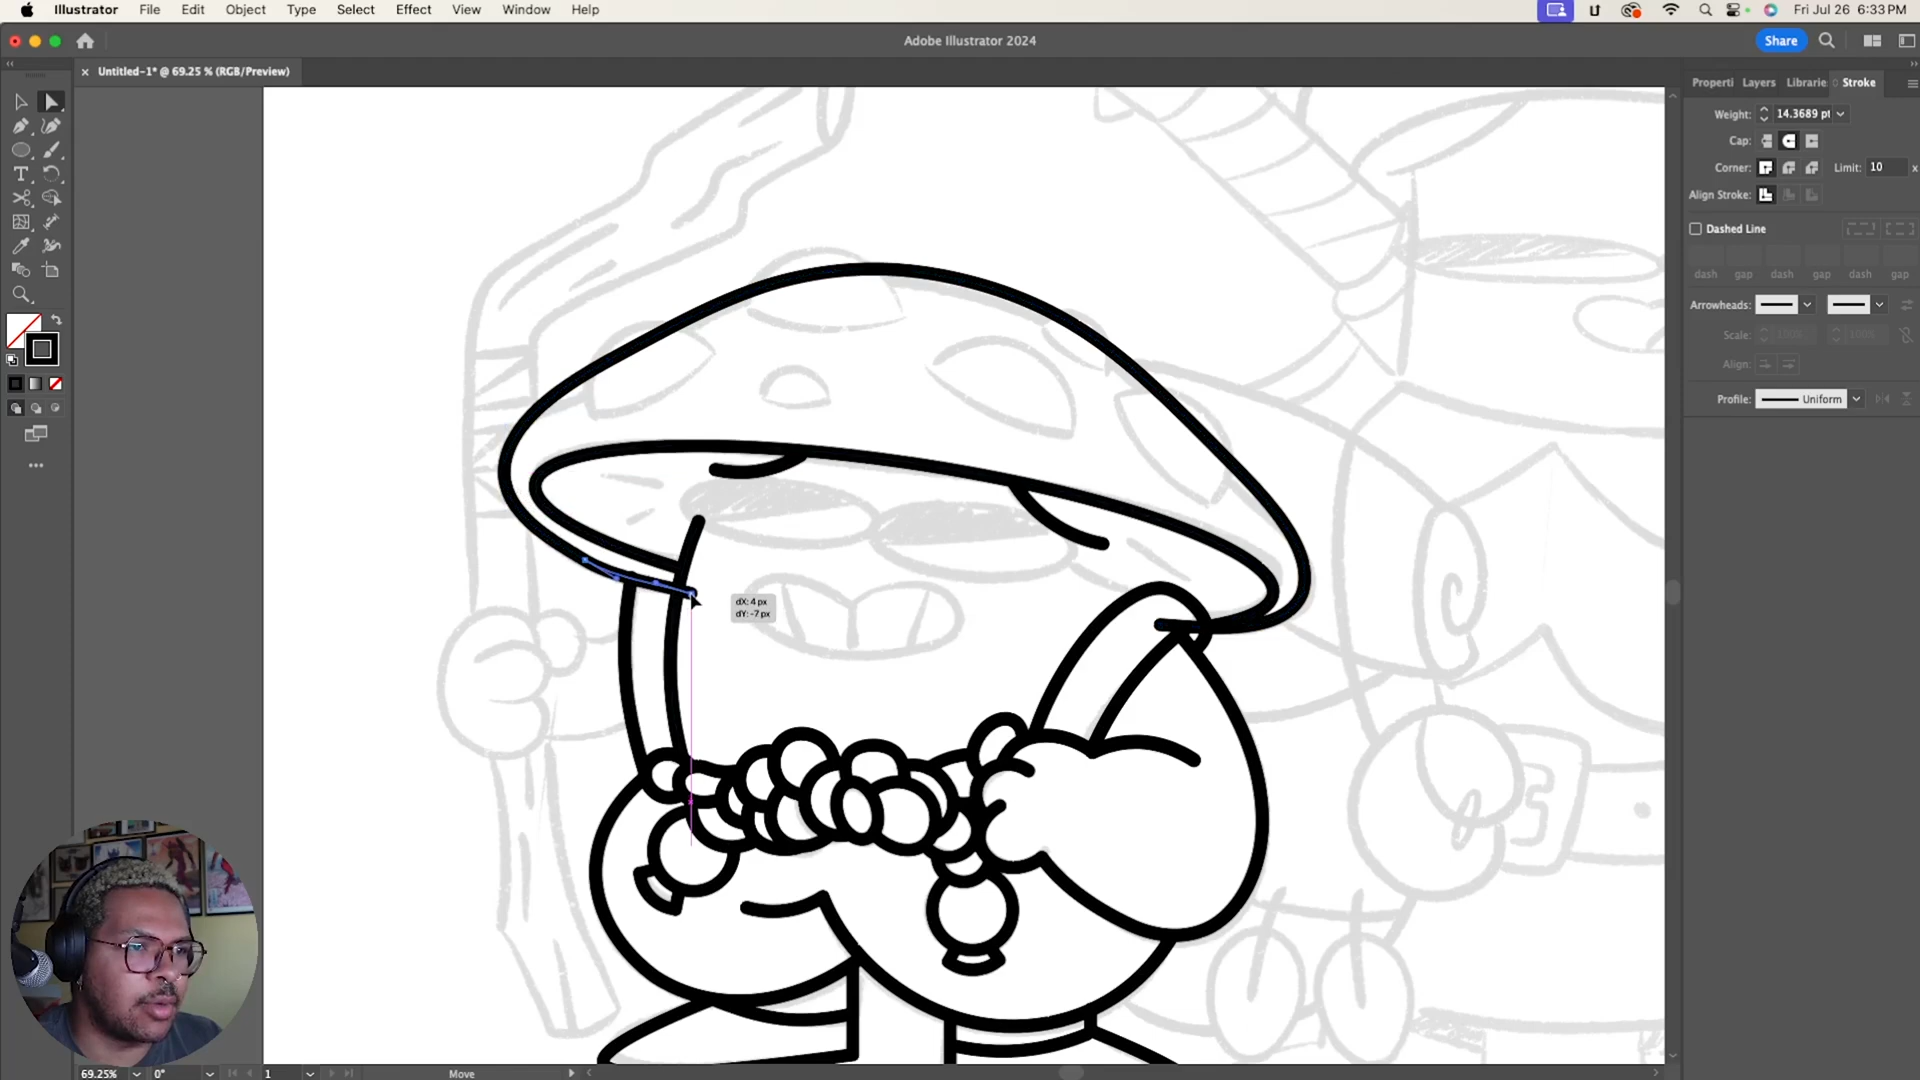 Illustrator File Edit Object Type Select Effect View Window Help
Fri Jul 26 6:33 PM
Adobe Illustrator 2024
Share
× Untitled-1* @ 69.25 % (RGB/Preview)
Properti Layers Librarie Stroke
Weight: 14.3689 pt
Cap:
Corner: Limit: 10 x
Align Stroke:
Dashed Line
dash gap dash gap dash gap
Arrowheads:
Scale: 100% 100%
Align:
Profile: Uniform
dX: 4 px
dY: -7 px
69.25% 0° 1 Move